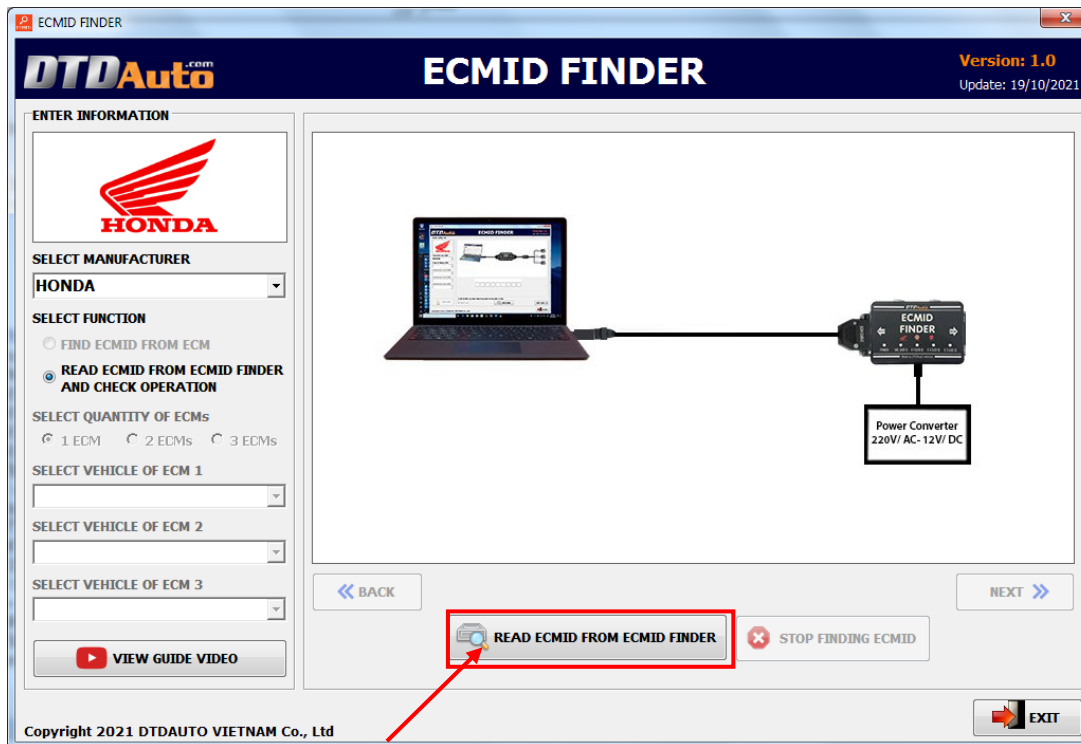 ECMID FINDER
DTDAuto.com
ECMID FINDER
Version: 1.0
Update: 19/10/2021
ENTER INFORMATION
HONDA
SELECT MANUFACTURER
HONDA
SELECT FUNCTION
FIND ECMID FROM ECM
READ ECMID FROM ECMID FINDER
AND CHECK OPERATION
SELECT QUANTITY OF ECMs
1 ECM 2 ECMs 3 ECMs
SELECT VEHICLE OF ECM 1
SELECT VEHICLE OF ECM 2
SELECT VEHICLE OF ECM 3
VIEW GUIDE VIDEO
ECMID FINDER
DTDAuto
ECMID
FINDER
Power Converter
220V/ AC- 12V/ DC
BACK
NEXT
READ ECMID FROM ECMID FINDER
STOP FINDING ECMID
EXIT
Copyright 2021 DTDAUTO VIETNAM Co., Ltd